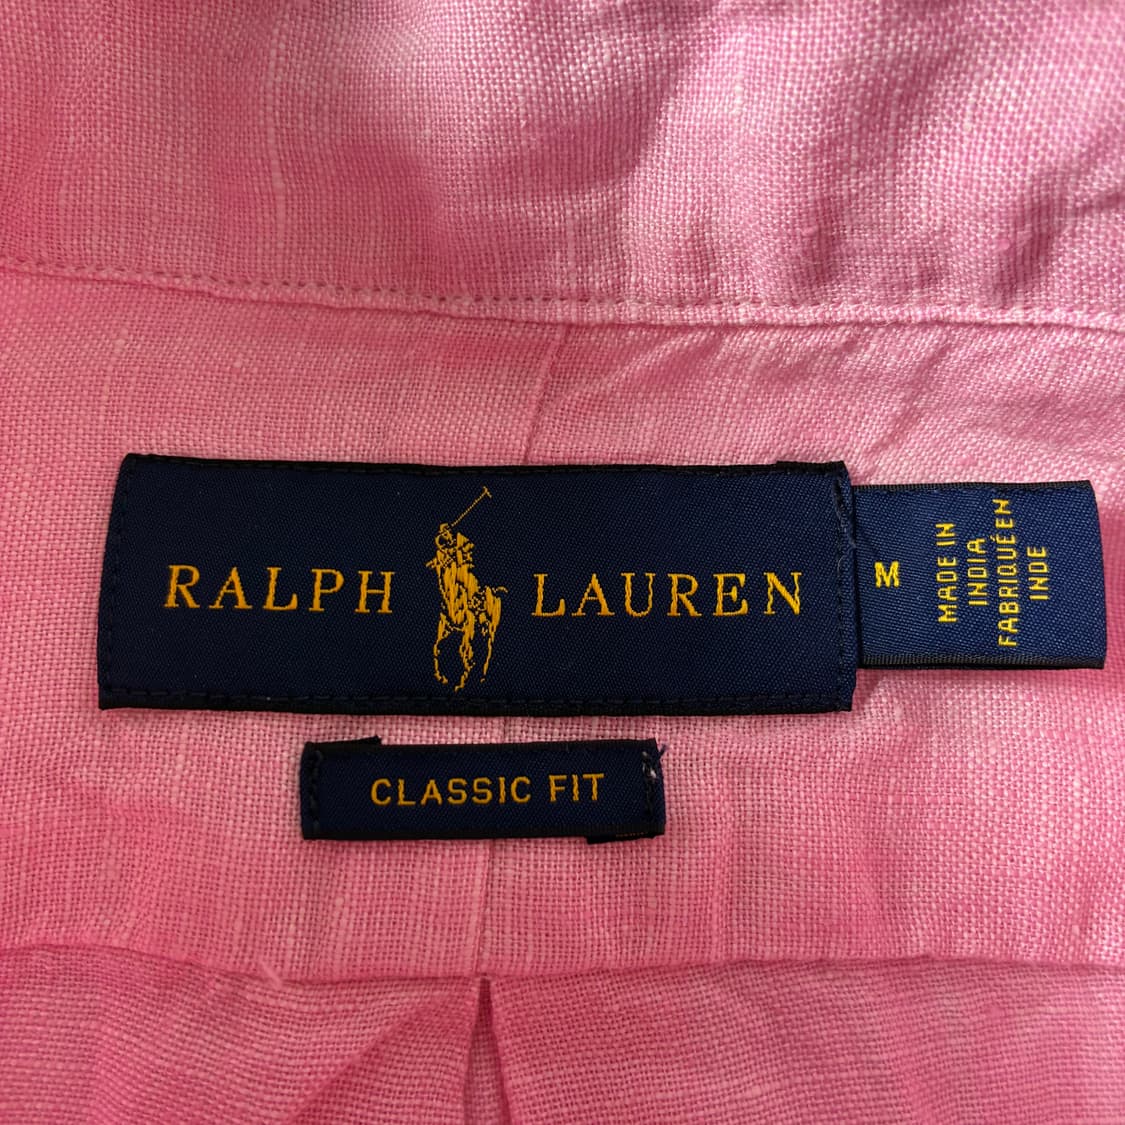 RALPH LAUREN
M
MADE IN
INDIA
FABRIQUÉ EN
INDE
CLASSIC FIT